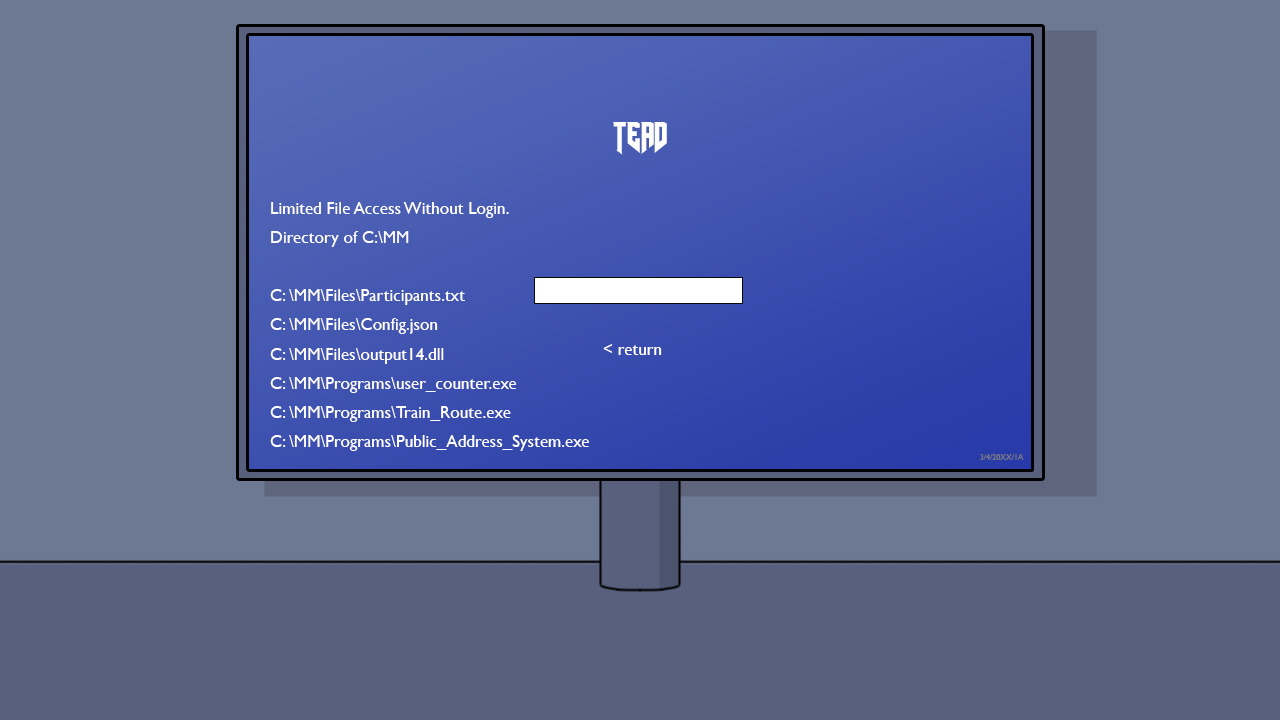 TEAD
Limited File Access Without Login.
Directory of C:\MM
C: \MM\Files\Participants.txt
C: \MM\Files\Config.json
C: \MM\Files\output14.dll
< return
C: \MM\Programs\user_counter.exe
C: \MM\Programs\Train_Route.exe
C: \MM\Programs\Public_Address_System.exe
3/4/20XX/1A